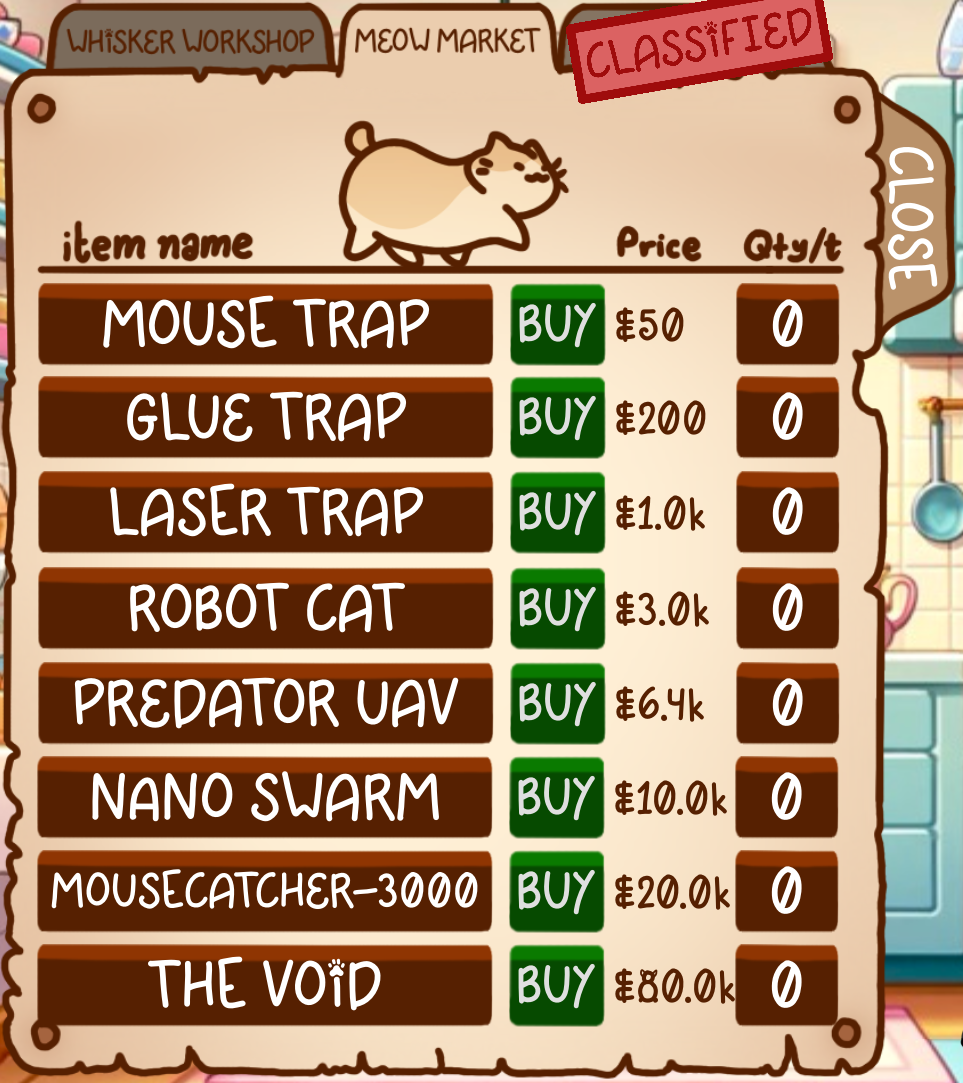 WHISKER WORKSHOP MEOW MARKET CLASSIFIED
CLOSE
item name Price Qty/t
MOUSE TRAP BUY ₤50 0
GLUE TRAP BUY ₤200 0
LASER TRAP BUY ₤1.0k 0
ROBOT CAT BUY ₤3.0k 0
PREDATOR UAV BUY ₤6.4k 0
NANO SWARM BUY ₤10.0k 0
MOUSECATCHER-3000 BUY ₤20.0k 0
THE VOiD BUY ₤80.0k 0